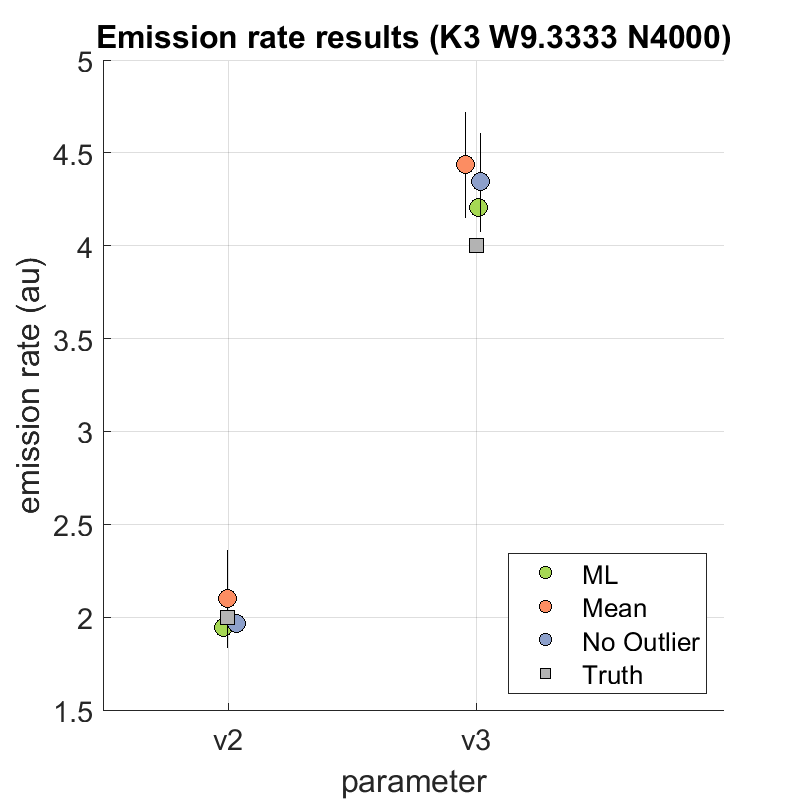 Emission rate results (K3 W9.3333 N4000)
5
4.5
4
3.5
3
2.5
2
1.5
emission rate (au)
v2 v3
parameter
ML
Mean
No Outlier
Truth